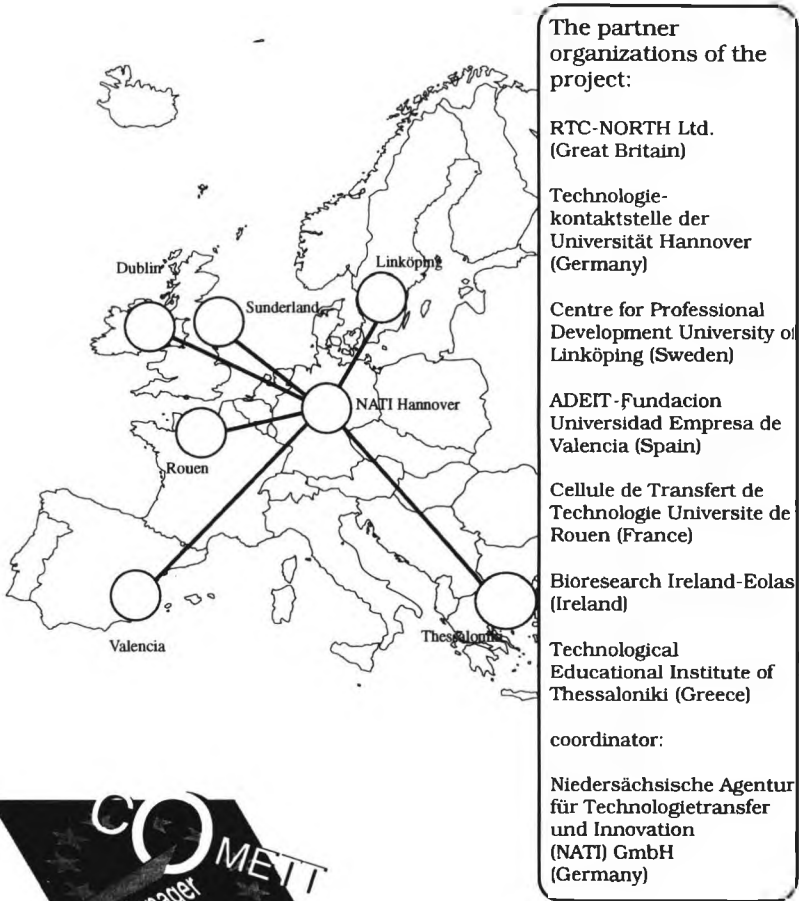 Dublin
Sunderland
Linköping
NATI Hannover
Rouen
Valencia
Thessaloniki
COMETT
The partner
organizations of the
project:
RTC-NORTH Ltd.
(Great Britain)
Technologie-
kontaktstelle der
Universität Hannover
(Germany)
Centre for Professional
Development University of
Linköping (Sweden)
ADEIT-Fundacion
Universidad Empresa de
Valencia (Spain)
Cellule de Transfert de
Technologie Universite de
Rouen (France)
Bioresearch Ireland-Eolas
(Ireland)
Technological
Educational Institute of
Thessaloniki (Greece)
coordinator:
Niedersächsische Agentur
für Technologietransfer
und Innovation
(NATI) GmbH
(Germany)